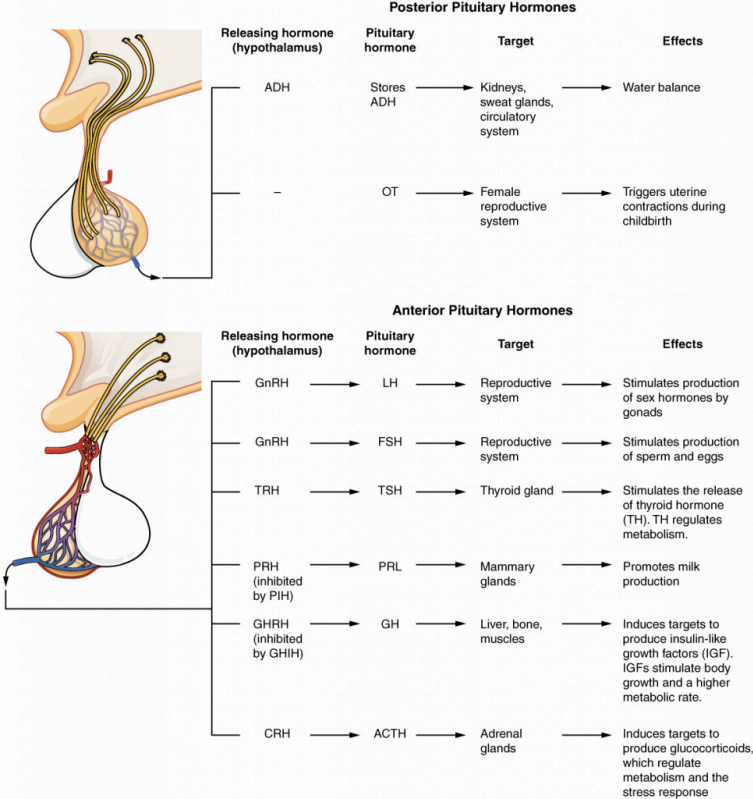 Posterior Pituitary Hormones
Releasing hormone (hypothalamus)
Pituitary hormone
Target
Effects
ADH
Stores ADH
Kidneys, sweat glands, circulatory system
Water balance
–
OT
Female reproductive system
Triggers uterine contractions during childbirth
Anterior Pituitary Hormones
Releasing hormone (hypothalamus)
Pituitary hormone
Target
Effects
GnRH
LH
Reproductive system
Stimulates production of sex hormones by gonads
GnRH
FSH
Reproductive system
Stimulates production of sperm and eggs
TRH
TSH
Thyroid gland
Stimulates the release of thyroid hormone (TH). TH regulates metabolism.
PRH (inhibited by PIH)
PRL
Mammary glands
Promotes milk production
GHRH (inhibited by GHIH)
GH
Liver, bone, muscles
Induces targets to produce insulin-like growth factors (IGF). IGFs stimulate body growth and a higher metabolic rate.
CRH
ACTH
Adrenal glands
Induces targets to produce glucocorticoids, which regulate metabolism and the stress response